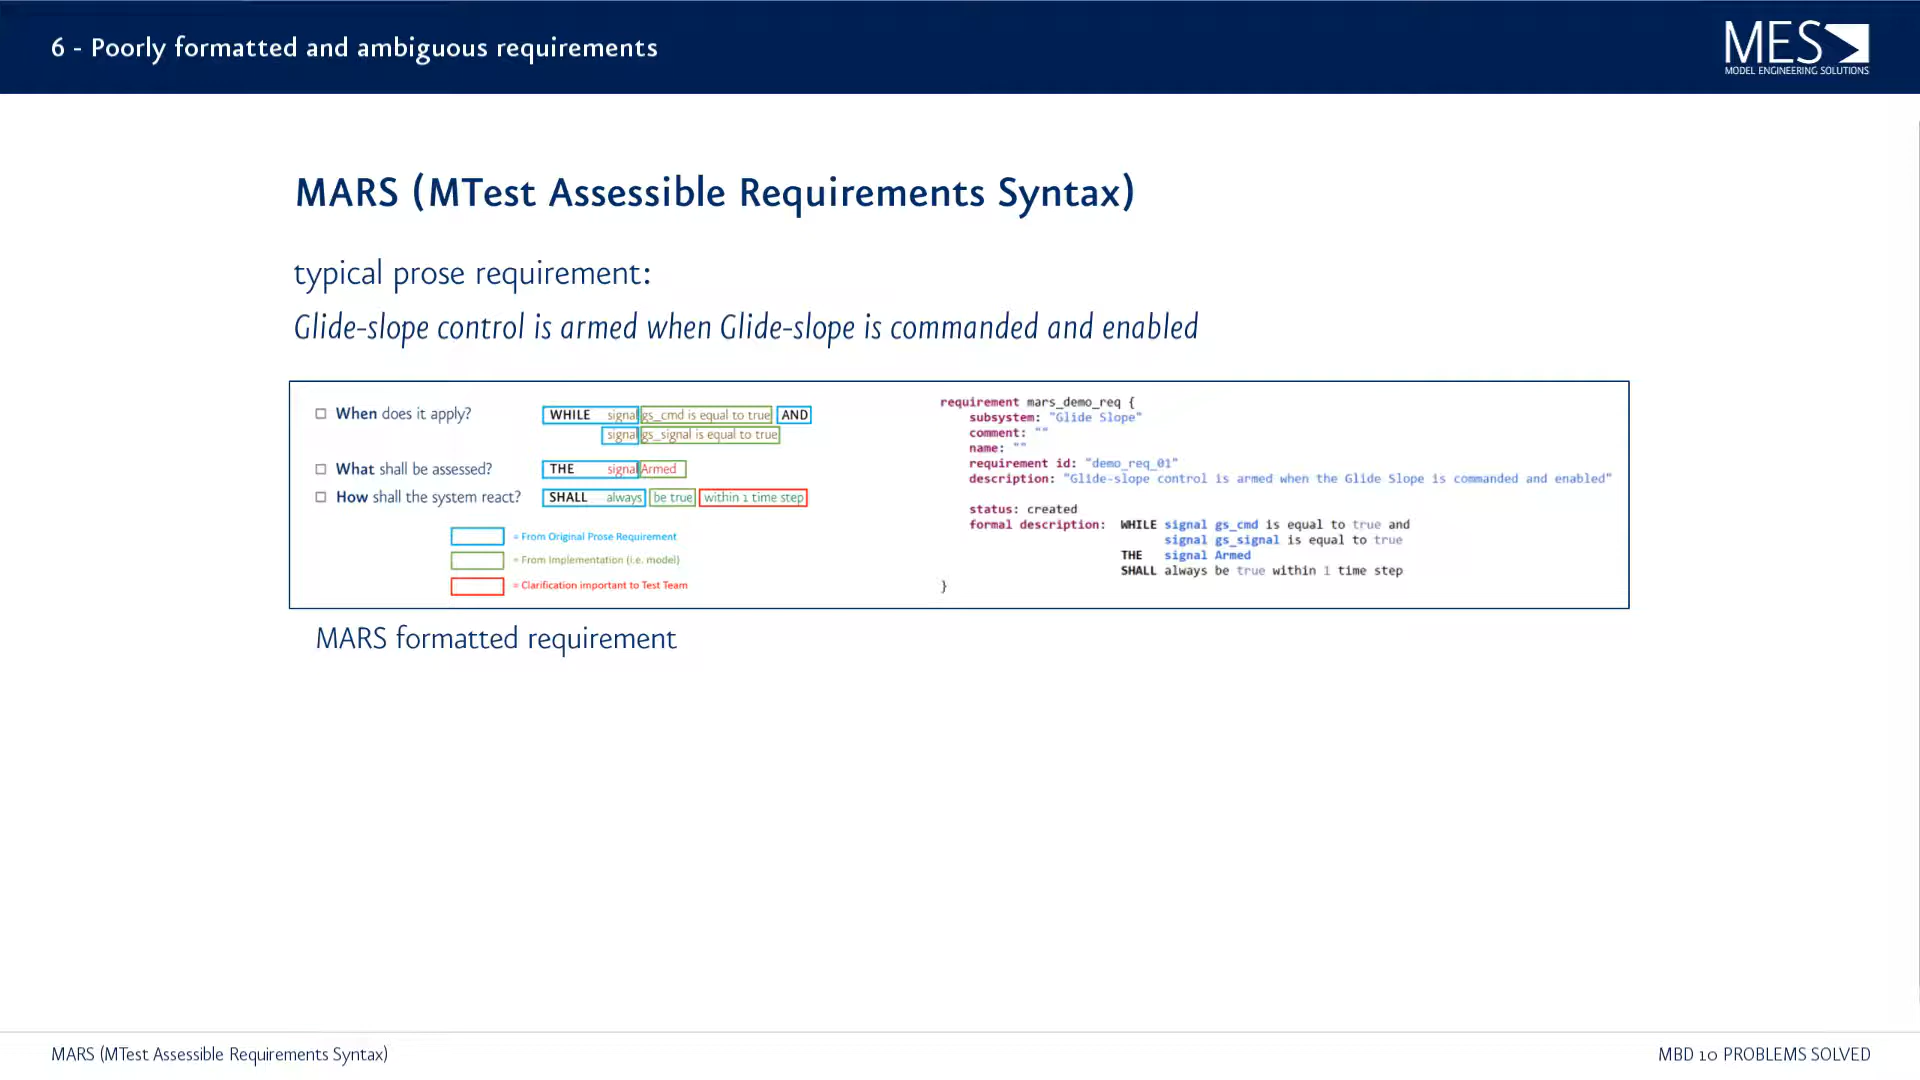 6 - Poorly formatted and ambiguous requirements
MES
MODEL ENGINEERING SOLUTIONS
MARS (MTest Assessible Requirements Syntax)
typical prose requirement:
Glide-slope control is armed when Glide-slope is commanded and enabled
When does it apply? WHILE signal gs_cmd is equal to true AND
signal gs_signal is equal to true
What shall be assessed? THE signal Armed
How shall the system react? SHALL always be true within 1 time step
= From Original Prose Requirement
= From Implementation (i.e. model)
= Clarification important to Test Team
requirement mars_demo_req {
subsystem: "Glide Slope"
comment: ""
name: ""
requirement id: "demo_req_01"
description: "Glide-slope control is armed when the Glide Slope is commanded and enabled"
status: created
formal description: WHILE signal gs_cmd is equal to true and
signal gs_signal is equal to true
THE signal Armed
SHALL always be true within 1 time step
}
MARS formatted requirement
MARS (MTest Assessible Requirements Syntax)
MBD 10 PROBLEMS SOLVED